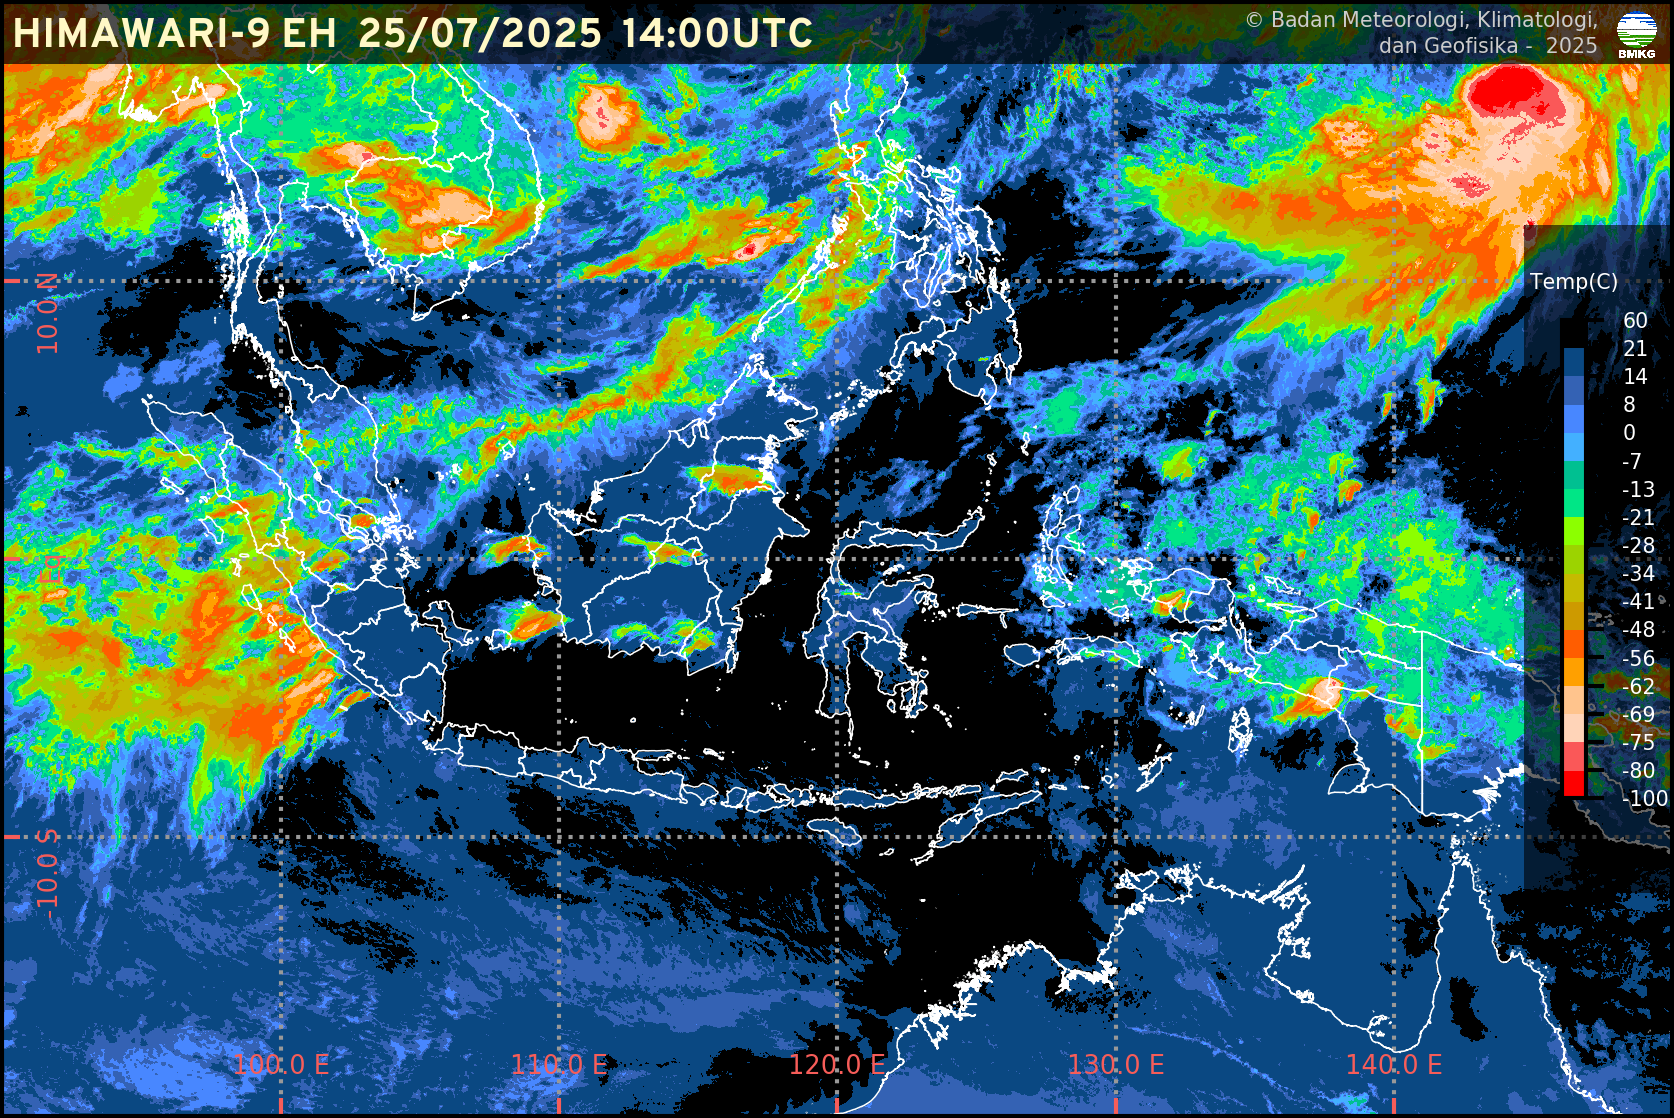 HIMAWARI-9 EH 25/07/2025 14:00UTC
© Badan Meteorologi, Klimatologi,
dan Geofisika - 2025
BMKG
Temp(C)
60
21
14
8
0
-7
-13
-21
-28
-34
-41
-48
-56
-62
-69
-75
-80
-100
10.0 N
Eq
-10.0 S
100.0 E
110.0 E
120.0 E
130.0 E
140.0 E